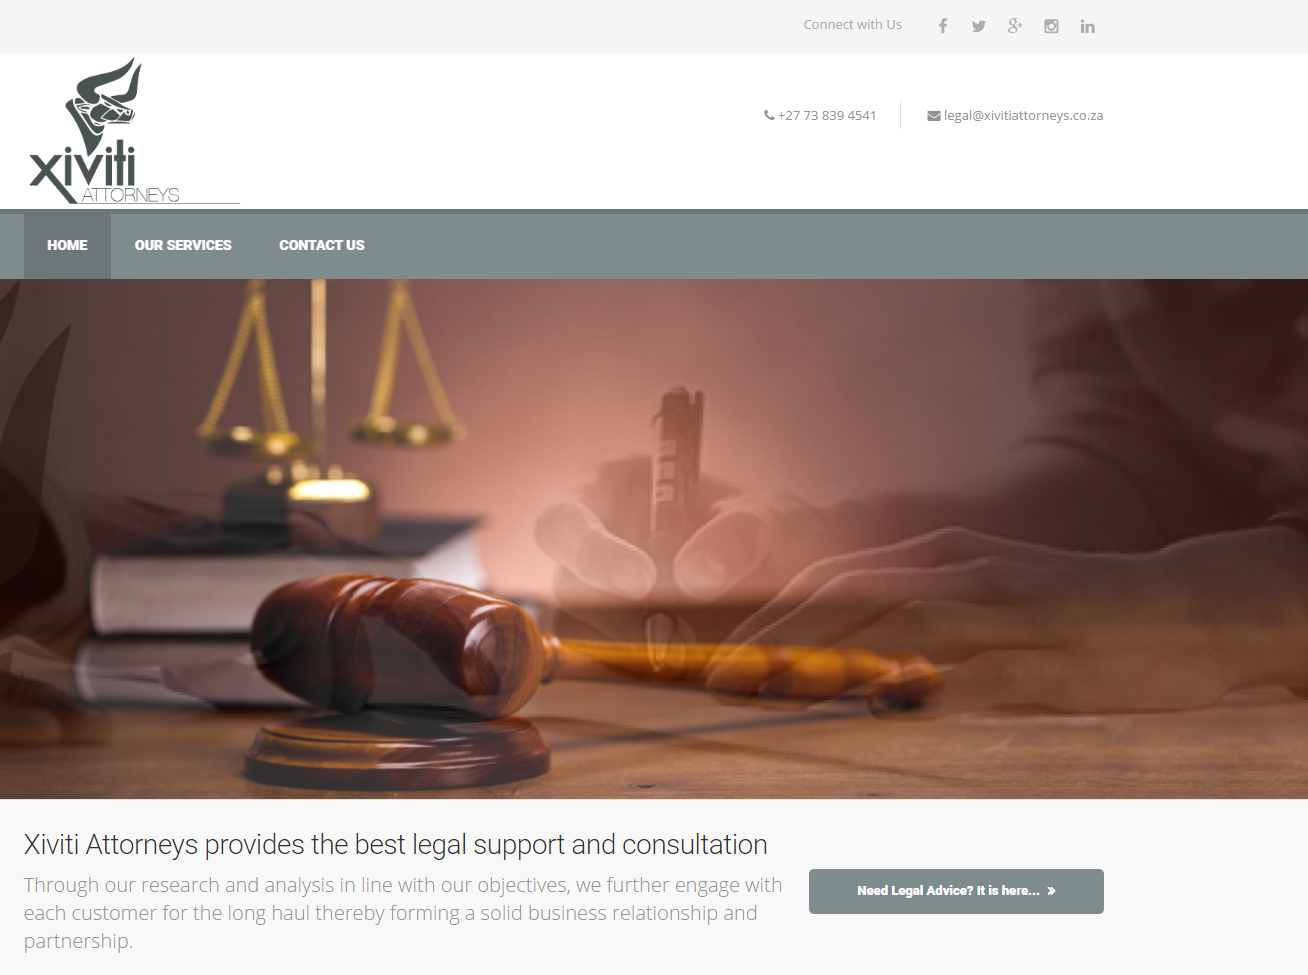 Connect with Us
+27 73 839 4541
legal@xivitiattorneys.co.za
xiviti
ATTORNEYS
HOME
OUR SERVICES
CONTACT US
Xiviti Attorneys provides the best legal support and consultation
Through our research and analysis in line with our objectives, we further engage with
each customer for the long haul thereby forming a solid business relationship and
partnership.
Need Legal Advice? It is here... »